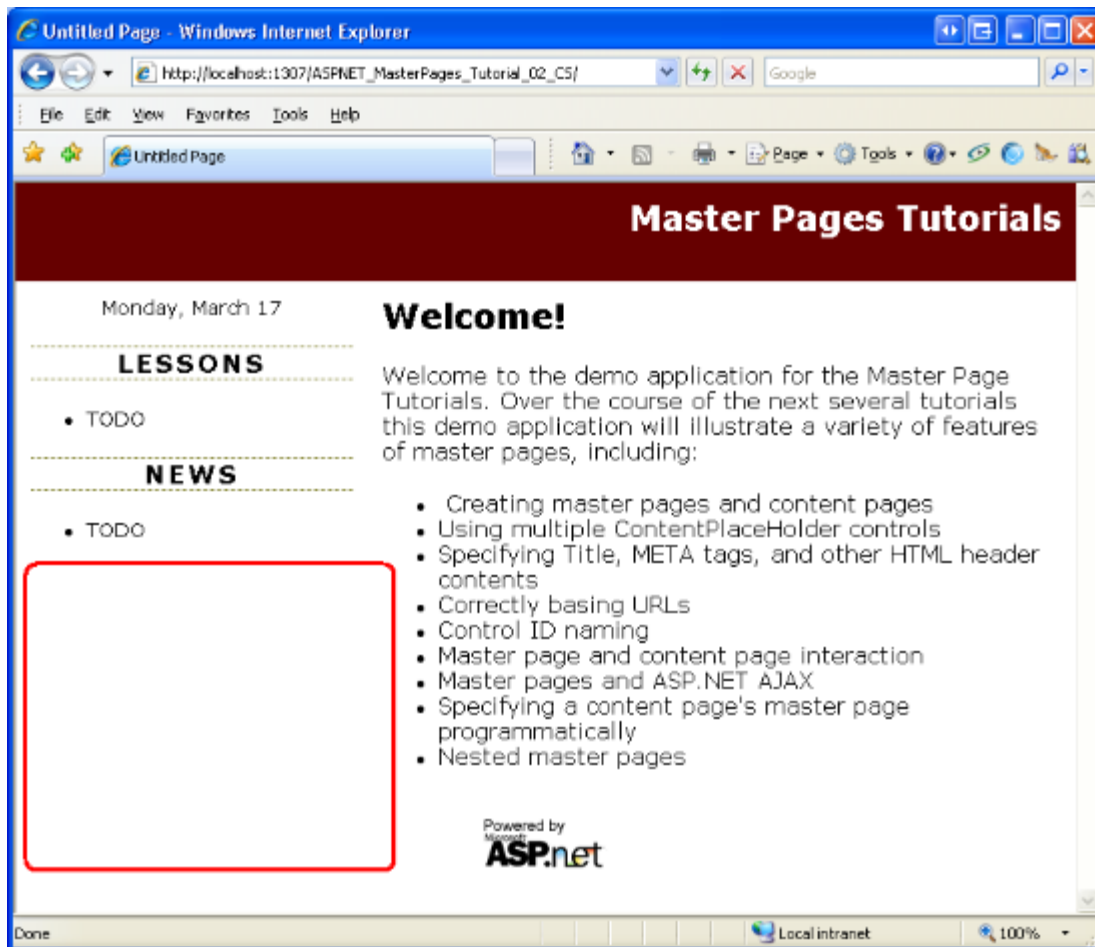 Untitled Page - Windows Internet Explorer
http://localhost:1307/ASPNET_MasterPages_Tutorial_02_CS/
Google
File Edit View Favorites Tools Help
Untitled Page
Page Tools
Master Pages Tutorials
Monday, March 17
LESSONS
• TODO
NEWS
• TODO
Welcome!
Welcome to the demo application for the Master Page
Tutorials. Over the course of the next several tutorials
this demo application will illustrate a variety of features
of master pages, including:
• Creating master pages and content pages
• Using multiple ContentPlaceHolder controls
• Specifying Title, META tags, and other HTML header
contents
• Correctly basing URLs
• Control ID naming
• Master page and content page interaction
• Master pages and ASP.NET AJAX
• Specifying a content page's master page
programmatically
• Nested master pages
Powered by
Microsoft
ASP.net
Done
Local intranet
100%